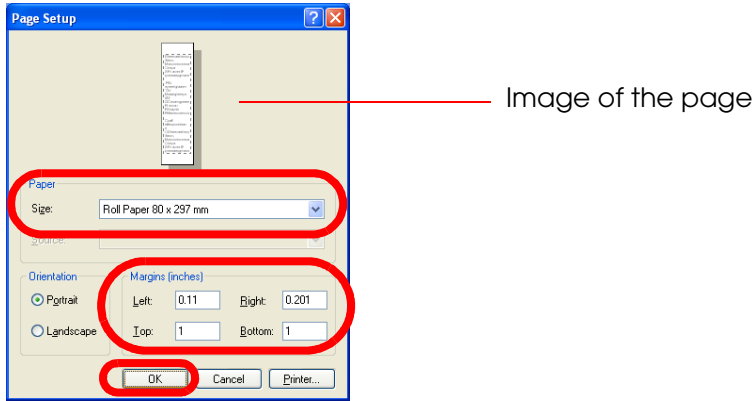 Page Setup
Image of the page
Paper
Size: Roll Paper 80 x 297 mm
Source:
Orientation
Portrait
Landscape
Margins (inches)
Left: 0.11 Right: 0.201
Top: 1 Bottom: 1
OK Cancel Printer...